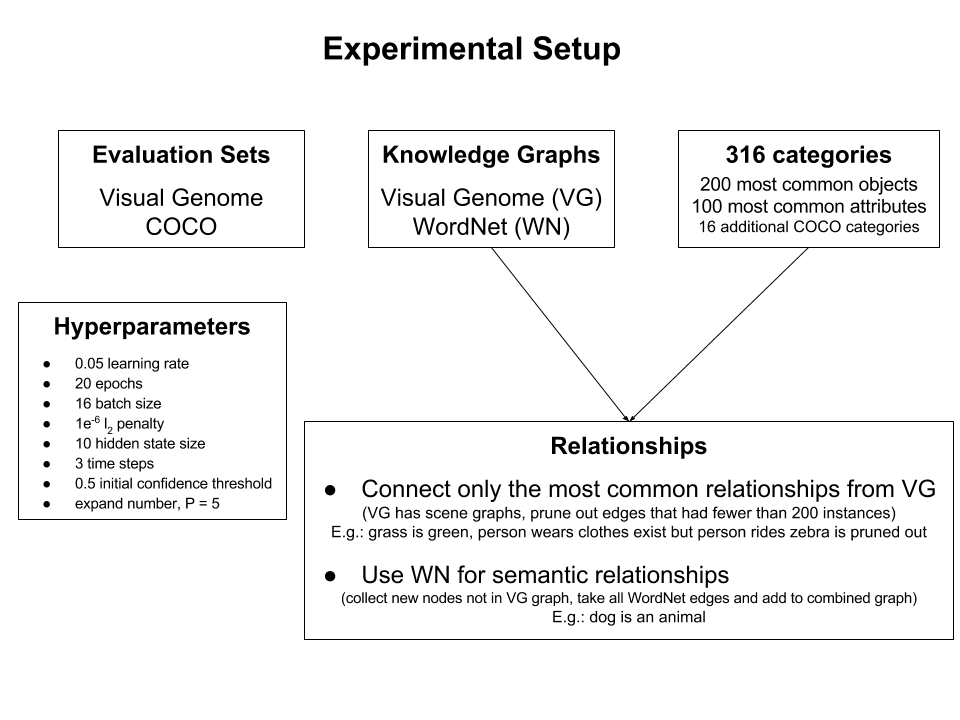 Experimental Setup
Evaluation Sets
Visual Genome
COCO
Knowledge Graphs
Visual Genome (VG)
WordNet (WN)
316 categories
200 most common objects
100 most common attributes
16 additional COCO categories
Hyperparameters
● 0.05 learning rate
● 20 epochs
● 16 batch size
● 1e⁻⁶ l₂ penalty
● 10 hidden state size
● 3 time steps
● 0.5 initial confidence threshold
● expand number, P = 5
Relationships
● Connect only the most common relationships from VG
(VG has scene graphs, prune out edges that had fewer than 200 instances)
E.g.: grass is green, person wears clothes exist but person rides zebra is pruned out
● Use WN for semantic relationships
(collect new nodes not in VG graph, take all WordNet edges and add to combined graph)
E.g.: dog is an animal